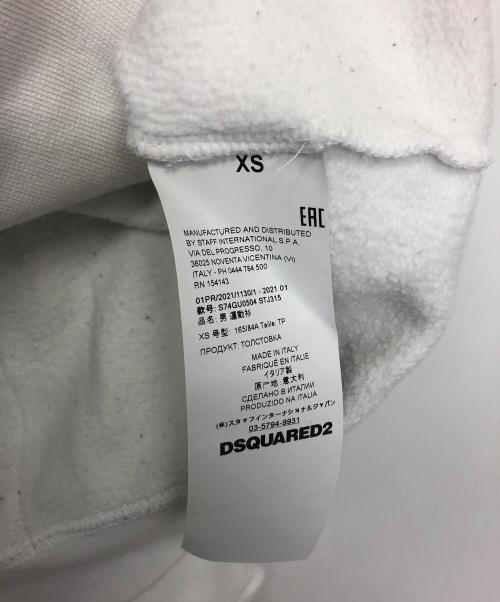 XS
EAC
MANUFACTURED AND DISTRIBUTED
BY STAFF INTERNATIONAL S.P.A.
VIA DEL PROGRESSO, 10
36025 NOVENTA VICENTINA (VI)
ITALY - PH 0444 784 500
RN 154143
01PR/2021/1130/1 - 2021 01
款号: S74GU0504 STJ315
品名: 男 運動衫
XS 号型: 165/84A Taille: TP
ПРОДУКТ: ТОЛСТОВКА
MADE IN ITALY
FABRIQUÉ EN ITALIE
イタリア製
原产地: 意大利
СДЕЛАНО В ИТАЛИИ
PRODUZIDO NA ITALIA
(株)スタッフインターナショナルジャパン
03-5794-9931
DSQUARED2